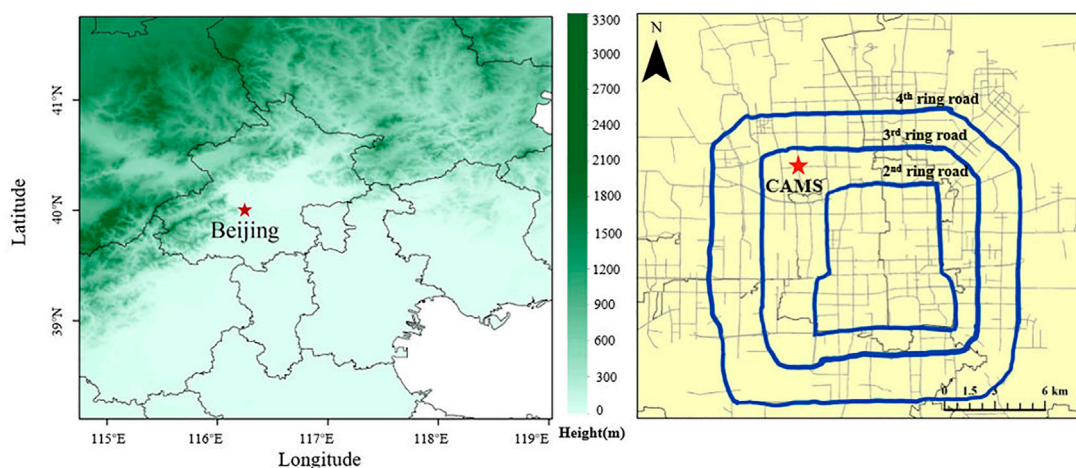 Latitude
41°N
40°N
39°N
Beijing
115°E
116°E
117°E
118°E
119°E
Longitude
3300
3000
2700
2400
2100
1800
1500
1200
900
600
300
0
Height(m)
N
4th ring road
3rd ring road
CAMS
2nd ring road
0 1.5 3 6 km